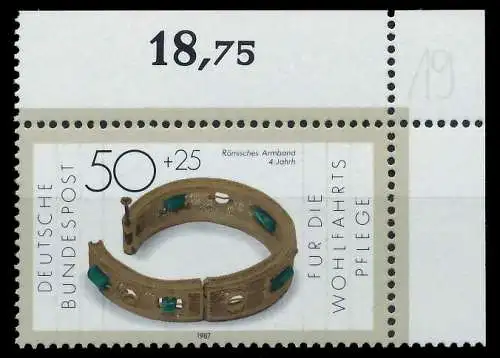 18,75
19
50+25
Römisches Armband
4. Jahrh
DEUTSCHE
BUNDESPOST
FÜR DIE
WOHLFAHRTS
PFLEGE
1987